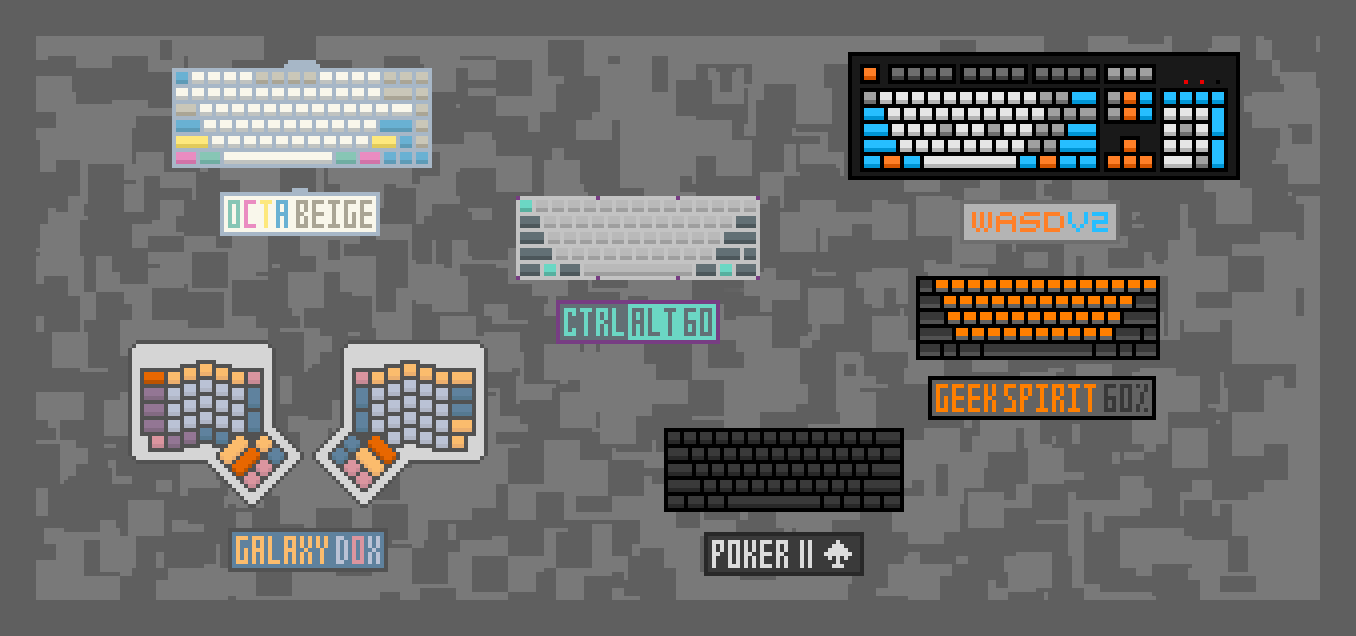 OCTA BEIGE
WASD V2
CTRL ALT 60
GEEK SPIRIT 60%
GALAXY DOX
POKER II ♠